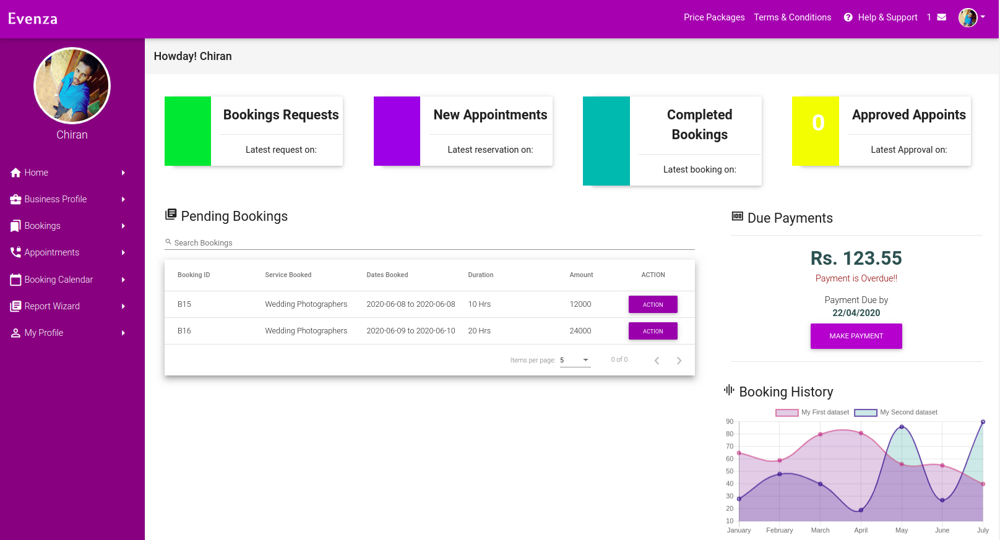 Evenza
Price Packages Terms & Conditions Help & Support 1
Chiran
Home
Business Profile
Bookings
Appointments
Booking Calendar
Report Wizard
My Profile
Howday! Chiran
Bookings Requests
Latest request on:
New Appointments
Latest reservation on:
Completed
Bookings
Latest booking on:
0
Approved Appoints
Latest Approval on:
Pending Bookings
Search Bookings
Booking ID Service Booked Dates Booked Duration Amount ACTION
B15 Wedding Photographers 2020-06-08 to 2020-06-08 10 Hrs 12000 ACTION
B16 Wedding Photographers 2020-06-09 to 2020-06-10 20 Hrs 24000 ACTION
Items per page: 5 0 of 0
Due Payments
Rs. 123.55
Payment is Overdue!!
Payment Due by
22/04/2020
MAKE PAYMENT
Booking History
My First dataset My Second dataset
90
80
70
60
50
40
30
20
10
January February March April May June July